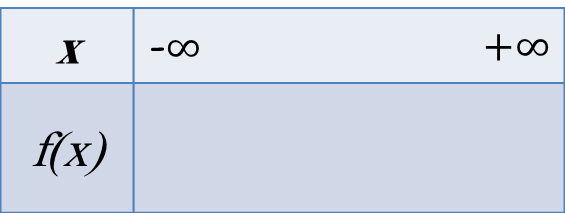 x -∞ +∞
f(x)